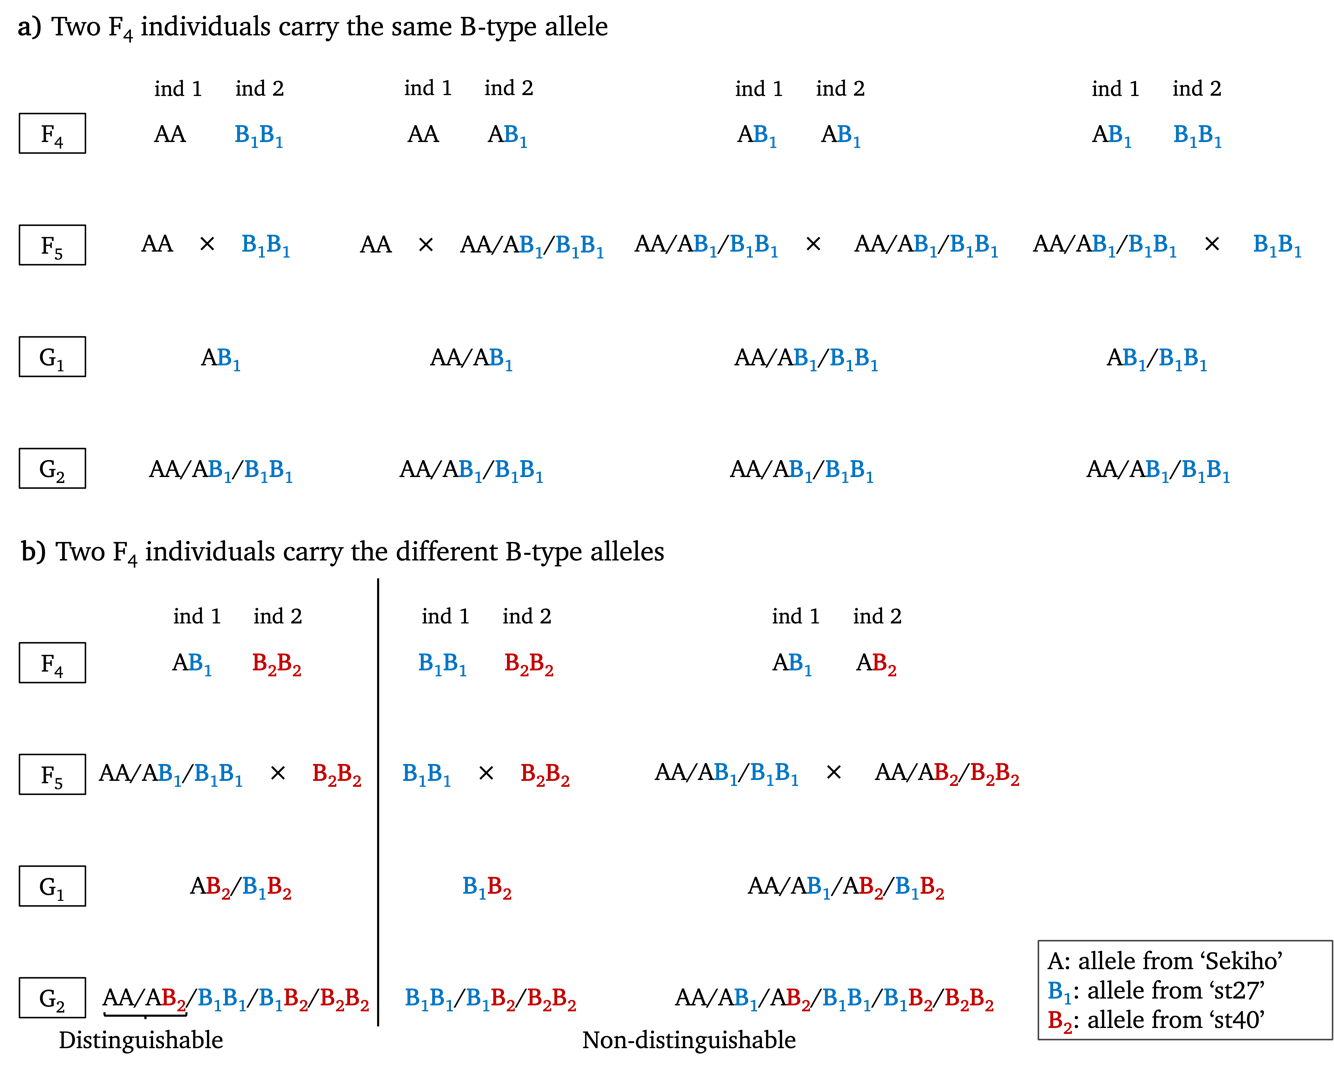 a) Two F₄ individuals carry the same B-type allele
ind 1 ind 2 ind 1 ind 2 ind 1 ind 2 ind 1 ind 2
F₄ AA B₁B₁ AA AB₁ AB₁ AB₁ AB₁ B₁B₁
F₅ AA × B₁B₁ AA × AA/AB₁/B₁B₁ AA/AB₁/B₁B₁ × AA/AB₁/B₁B₁ AA/AB₁/B₁B₁ × B₁B₁
G₁ AB₁ AA/AB₁ AA/AB₁/B₁B₁ AB₁/B₁B₁
G₂ AA/AB₁/B₁B₁ AA/AB₁/B₁B₁ AA/AB₁/B₁B₁ AA/AB₁/B₁B₁
b) Two F₄ individuals carry the different B-type alleles
ind 1 ind 2 ind 1 ind 2 ind 1 ind 2
F₄ AB₁ B₂B₂ B₁B₁ B₂B₂ AB₁ AB₂
F₅ AA/AB₁/B₁B₁ × B₂B₂ B₁B₁ × B₂B₂ AA/AB₁/B₁B₁ × AA/AB₂/B₂B₂
G₁ AB₂/B₁B₂ B₁B₂ AA/AB₁/AB₂/B₁B₂
G₂ AA/AB₂/B₁B₁/B₁B₂/B₂B₂ B₁B₁/B₁B₂/B₂B₂ AA/AB₁/AB₂/B₁B₁/B₁B₂/B₂B₂
Distinguishable Non-distinguishable
A: allele from ‘Sekiho’
B₁: allele from ‘st27’
B₂: allele from ‘st40’